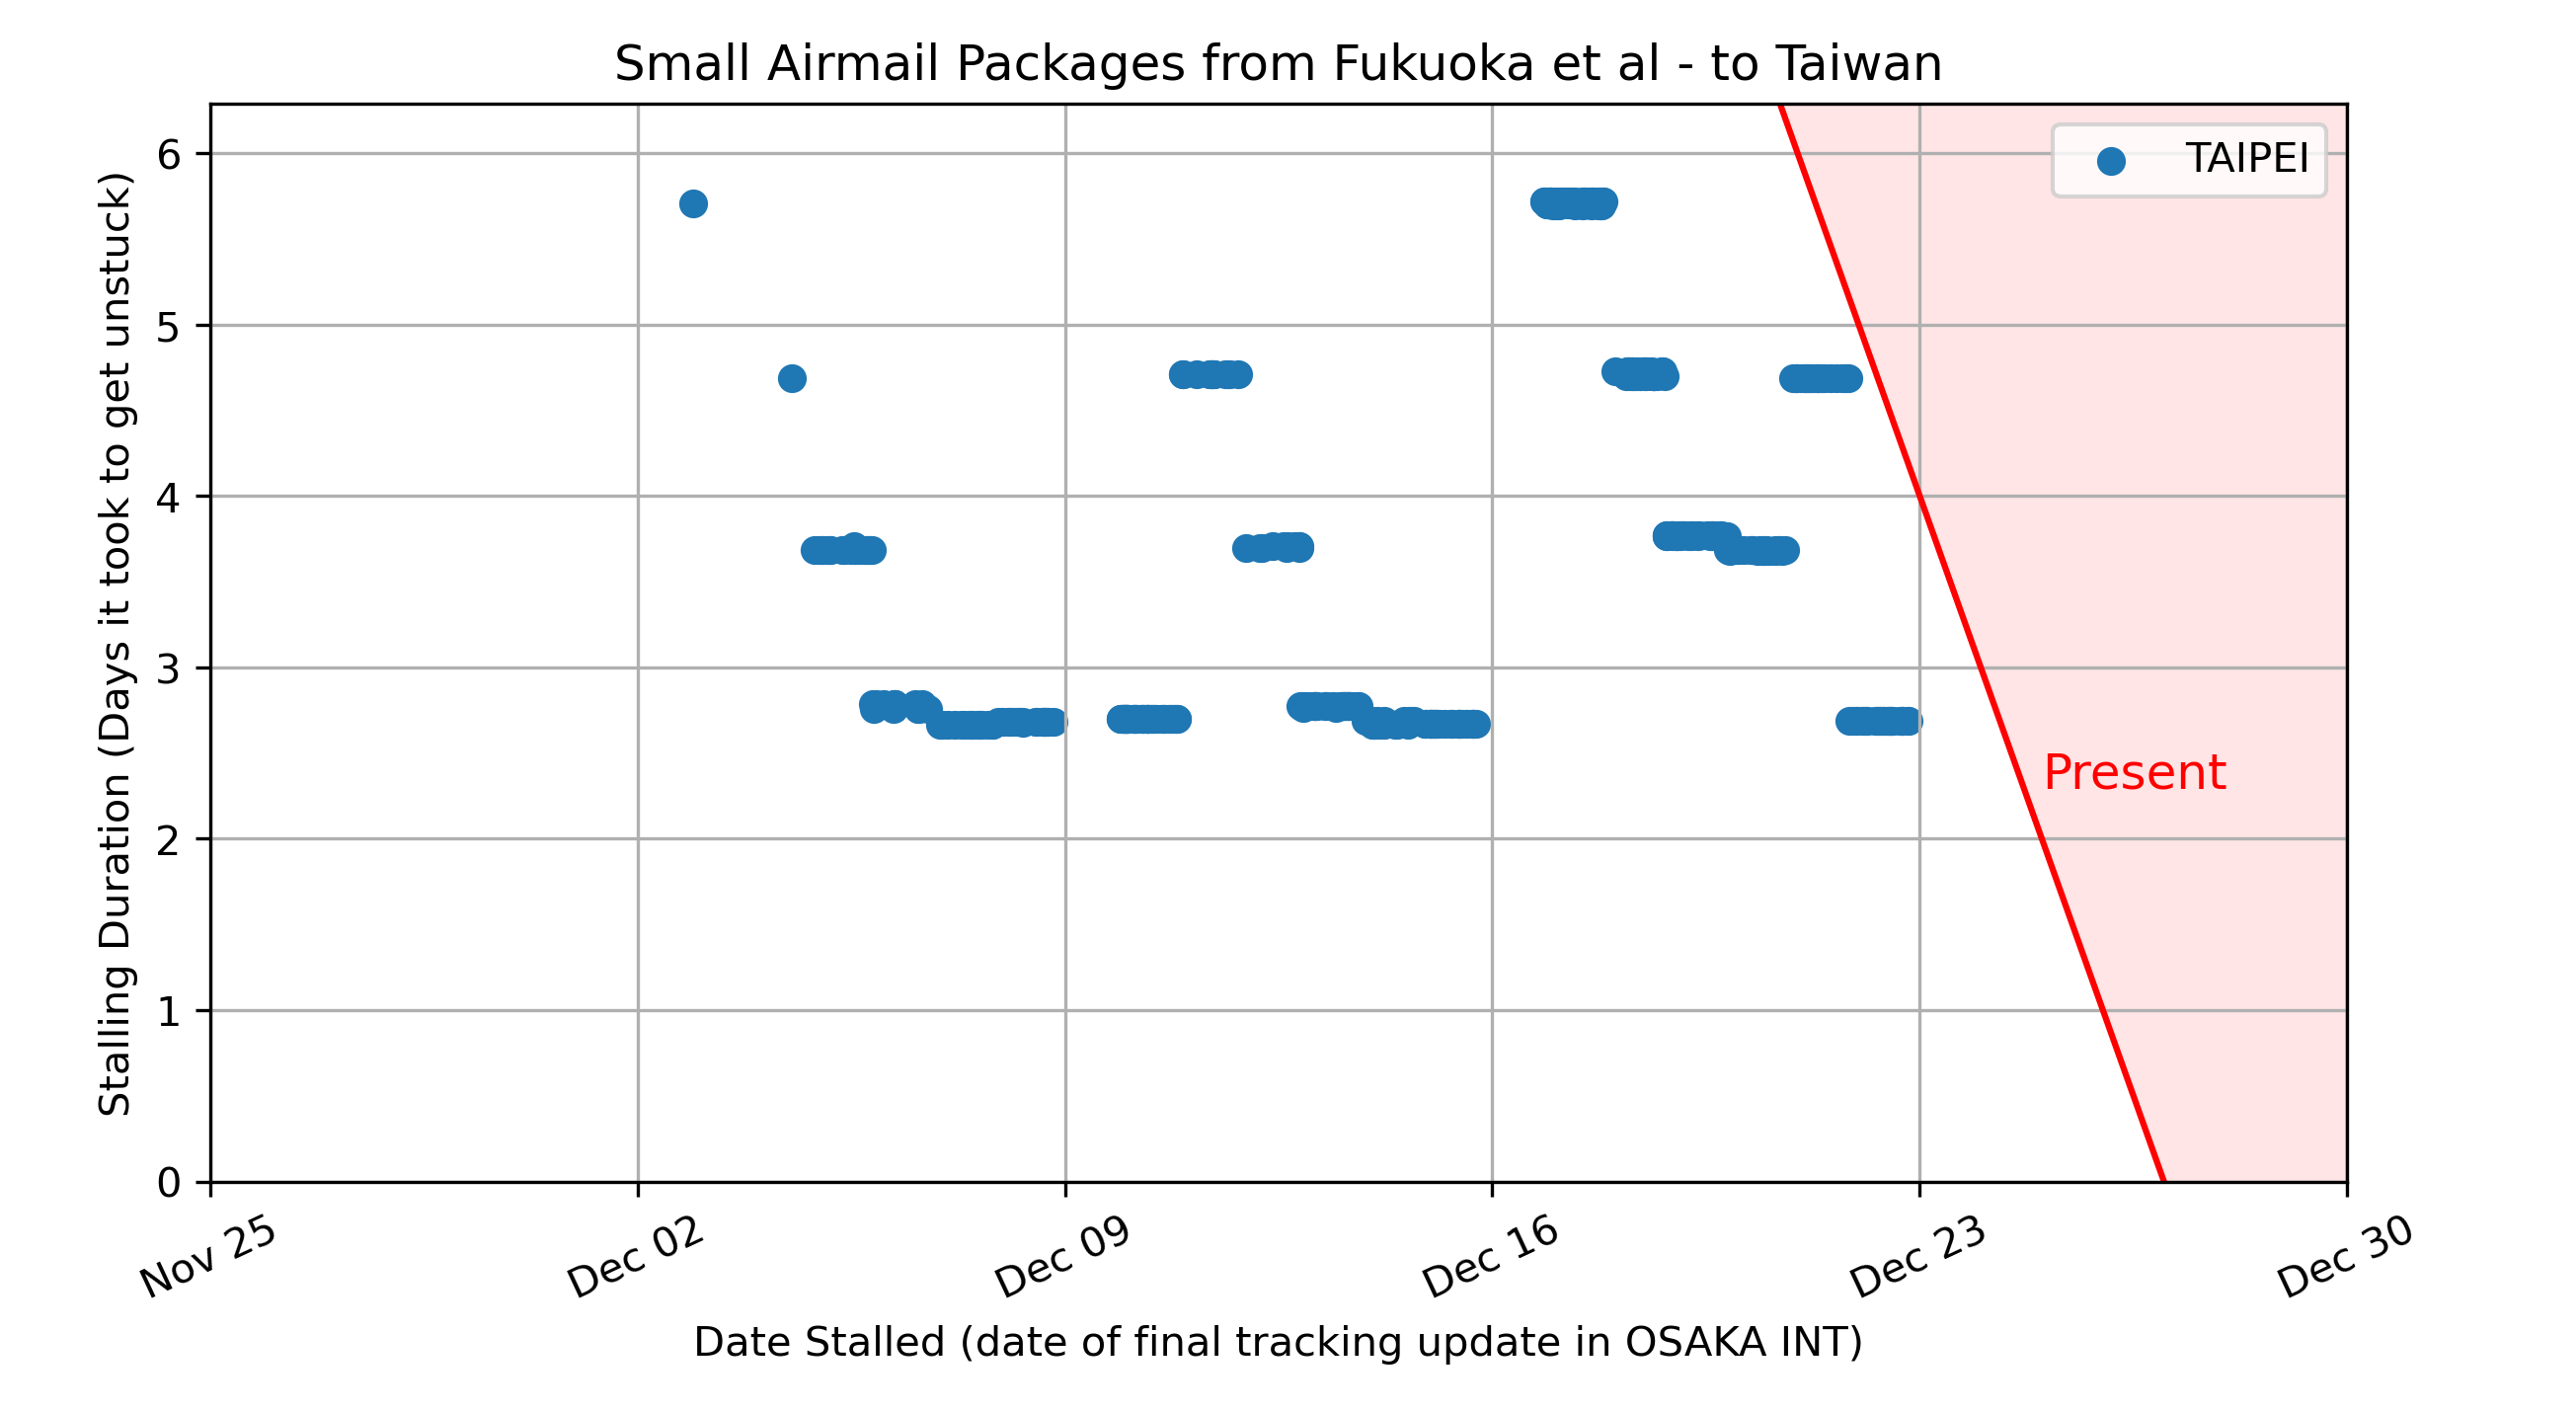 Small Airmail Packages from Fukuoka et al - to Taiwan
Stalling Duration (Days it took to get unstuck)
6
5
4
3
2
1
0
TAIPEI
Present
Nov 25
Dec 02
Dec 09
Dec 16
Dec 23
Dec 30
Date Stalled (date of final tracking update in OSAKA INT)